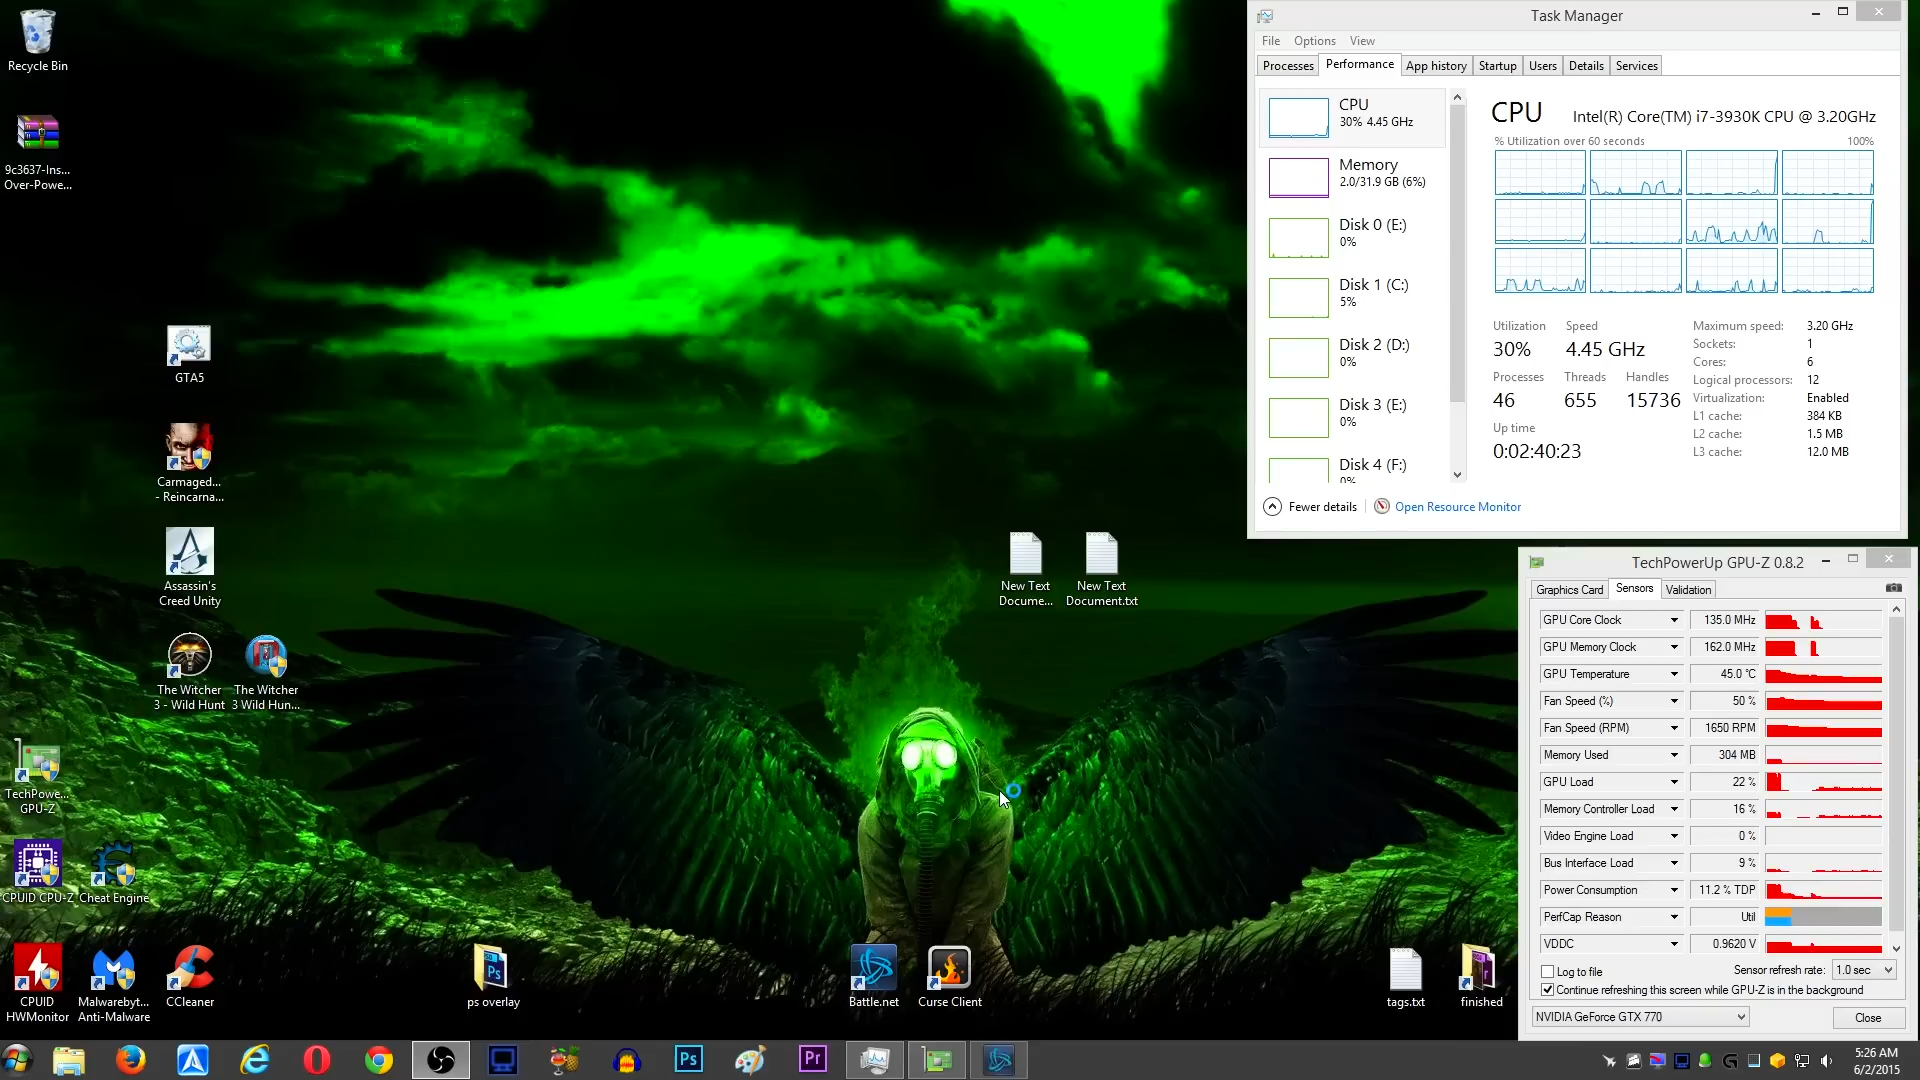 Recycle Bin
9c3637-Ins...
Over-Powe...
GTA5
Carmaged...
- Reincarna...
Assassin's
Creed Unity
The Witcher
3 - Wild Hunt
The Witcher
3 Wild Hun...
TechPowe...
GPU-Z
CPUID CPU-Z
Cheat Engine
CPUID
HWMonitor
Malwarebyt...
Anti-Malware
CCleaner
ps overlay
New Text
Docume...
New Text
Document.txt
Battle.net
Curse Client
tags.txt
finished
Task Manager
File Options View
Processes Performance App history Startup Users Details Services
CPU
30% 4.45 GHz
Memory
2.0/31.9 GB (6%)
Disk 0 (E:)
0%
Disk 1 (C:)
5%
Disk 2 (D:)
0%
Disk 3 (E:)
0%
Disk 4 (F:)
0%
CPU Intel(R) Core(TM) i7-3930K CPU @ 3.20GHz
% Utilization over 60 seconds 100%
Utilization Speed
30% 4.45 GHz
Processes Threads Handles
46 655 15736
Up time
0:02:40:23
Maximum speed: 3.20 GHz
Sockets: 1
Cores: 6
Logical processors: 12
Virtualization: Enabled
L1 cache: 384 KB
L2 cache: 1.5 MB
L3 cache: 12.0 MB
Fewer details Open Resource Monitor
TechPowerUp GPU-Z 0.8.2
Graphics Card Sensors Validation
GPU Core Clock 135.0 MHz
GPU Memory Clock 162.0 MHz
GPU Temperature 45.0 °C
Fan Speed (%) 50 %
Fan Speed (RPM) 1650 RPM
Memory Used 304 MB
GPU Load 22 %
Memory Controller Load 16 %
Video Engine Load 0 %
Bus Interface Load 9 %
Power Consumption 11.2 % TDP
PerfCap Reason Util
VDDC 0.9620 V
Log to file Sensor refresh rate: 1.0 sec
Continue refreshing this screen while GPU-Z is in the background
NVIDIA GeForce GTX 770 Close
Ps
Pr
5:26 AM
6/2/2015